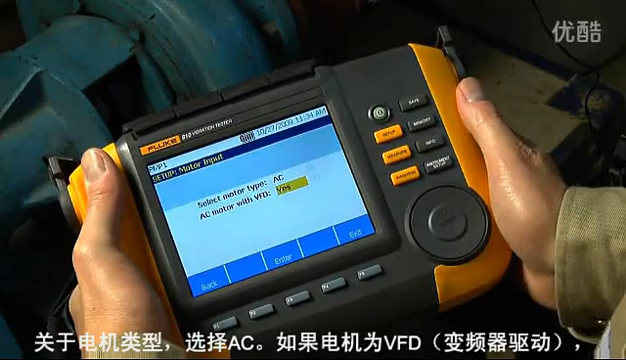 优酷
FLUKE 810 VIBRATION TESTER
10/27/2009 11:34 AM
PMP1
SETUP: Motor Input
Select motor type: AC
AC motor with VFD: Yes
Back Enter Exit
SAVE
MEMORY
SETUP
INFO
MEASURE
INSTRUMENT SETUP
DIAGNOSE
F1 F2 F3 F4 F5
关于电机类型，选择AC。如果电机为VFD（变频器驱动），